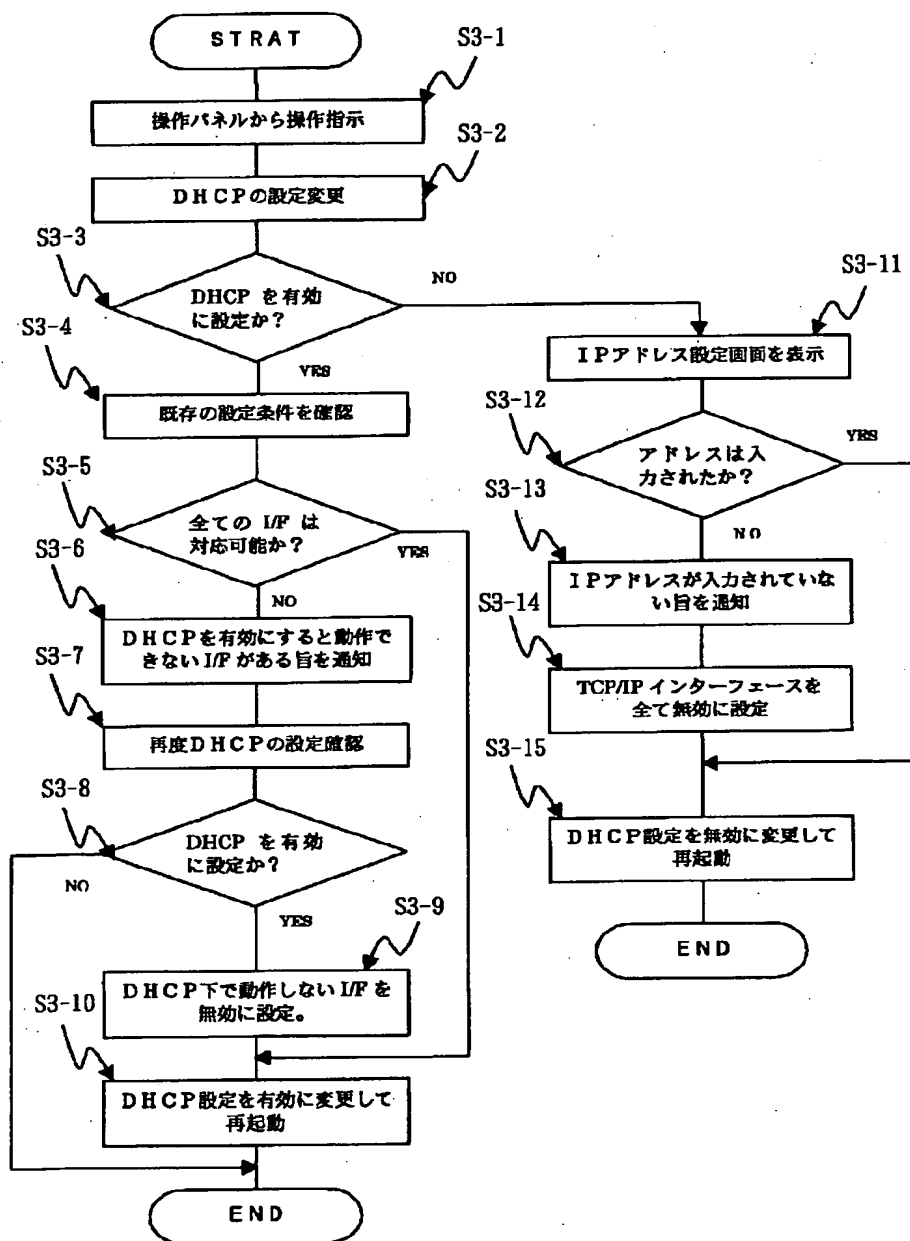 STRAT
S3-1
操作パネルから操作指示
S3-2
DHCPの設定変更
S3-3
DHCP を有効
に設定か?
NO
YES
S3-4
既存の設定条件を確認
S3-5
全ての I/F は
対応可能か?
YES
NO
S3-6
DHCPを有効にすると動作で
きない I/F がある旨を通知
S3-7
再度DHCPの設定確認
S3-8
DHCP を有効
に設定か?
NO
YES
S3-9
DHCP下で動作しない I/F を
無効に設定。
S3-10
DHCP設定を有効に変更して
再起動
END
S3-11
IPアドレス設定画面を表示
S3-12
アドレスは入
力されたか?
YES
NO
S3-13
IPアドレスが入力されていな
い旨を通知
S3-14
TCP/IP インターフェースを
全て無効に設定
S3-15
DHCP設定を無効に変更して
再起動
END